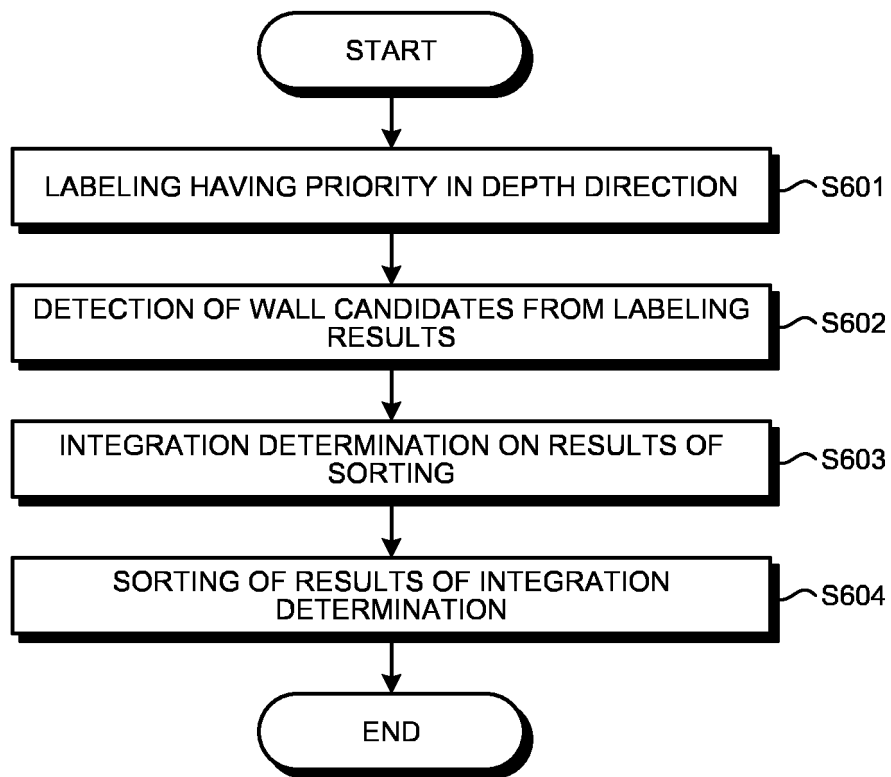 START
LABELING HAVING PRIORITY IN DEPTH DIRECTION
S601
DETECTION OF WALL CANDIDATES FROM LABELING
RESULTS
S602
INTEGRATION DETERMINATION ON RESULTS OF
SORTING
S603
SORTING OF RESULTS OF INTEGRATION
DETERMINATION
S604
END